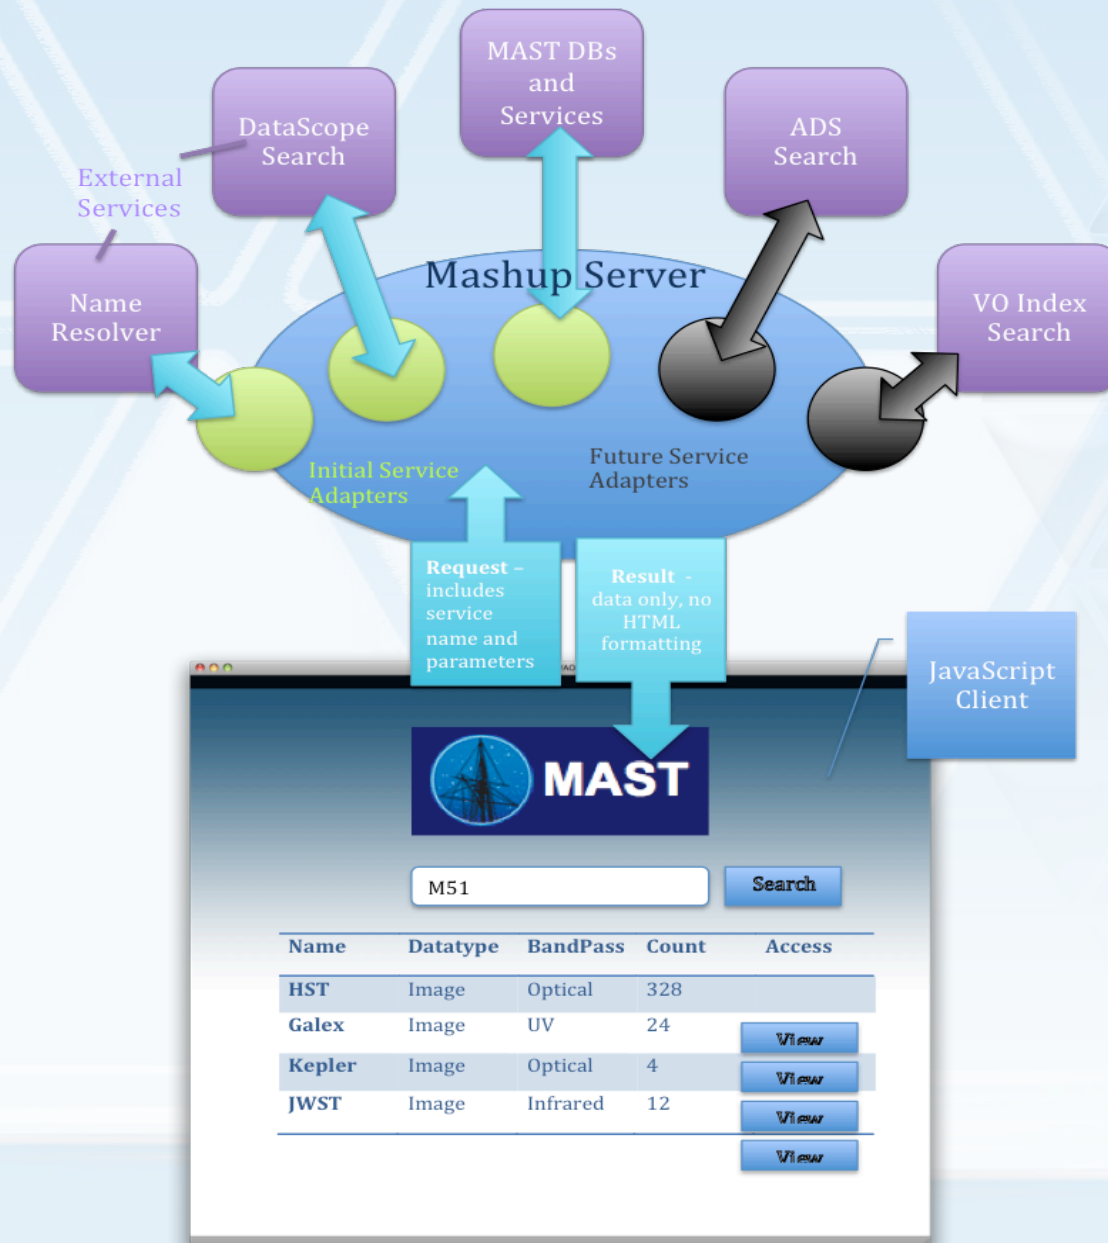 MAST DBs
and
Services
DataScope
Search
ADS
Search
External
Services
Name
Resolver
Mashup Server
VO Index
Search
Initial Service
Adapters
Future Service
Adapters
Request –
includes
service
name and
parameters
Result -
data only, no
HTML
formatting
JavaScript
Client
MAST
M51
Search
Name Datatype BandPass Count Access
HST Image Optical 328
Galex Image UV 24
View
Kepler Image Optical 4
View
JWST Image Infrared 12
View
View